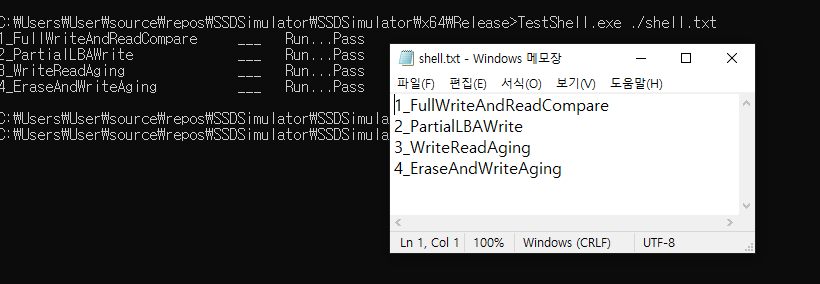 C:₩Users₩User₩source₩repos₩SSDSimulator₩SSDSimulator₩x64₩Release>TestShell.exe ./shell.txt
1_FullWriteAndReadCompare ___ Run...Pass
2_PartialLBAWrite ___ Run...Pass
3_WriteReadAging ___ Run...Pass
4_EraseAndWriteAging ___ Run...Pass
C:₩Users₩User₩source₩repos₩SSDSimulator₩SSDSimula
C:₩Users₩User₩source₩repos₩SSDSimulator₩SSDSimula
shell.txt - Windows 메모장
파일(F) 편집(E) 서식(O) 보기(V) 도움말(H)
1_FullWriteAndReadCompare
2_PartialLBAWrite
3_WriteReadAging
4_EraseAndWriteAging
Ln 1, Col 1 100% Windows (CRLF) UTF-8